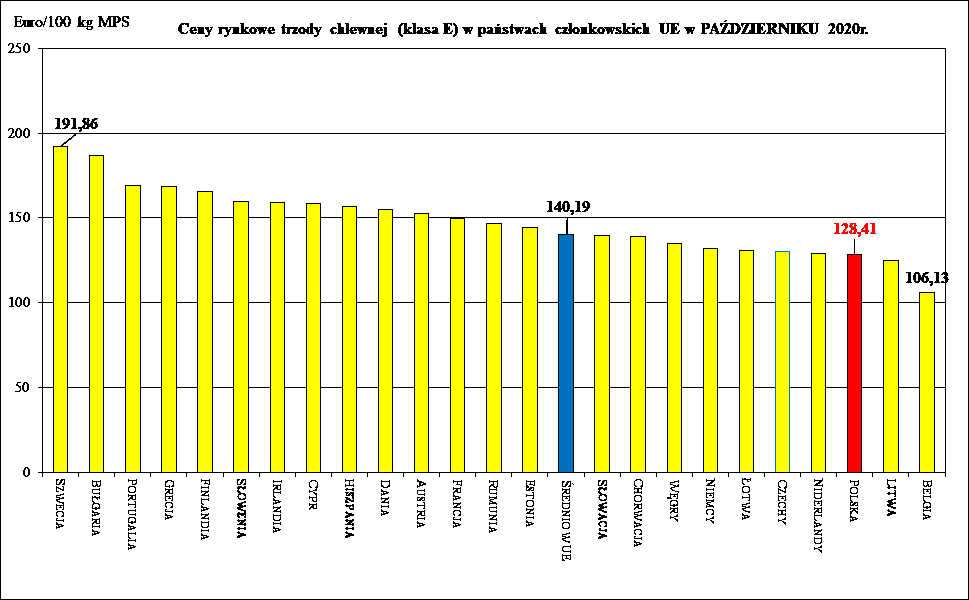 Euro/100 kg MPS
Ceny rynkowe trzody chlewnej (klasa E) w państwach członkowskich UE w PAŹDZIERNIKU 2020r.
250
200
150
100
50
0
191,86
140,19
128,41
106,13
SZWECJA
BUŁGARIA
PORTUGALIA
GRECJA
FINLANDIA
SŁOWENIA
IRLANDIA
CYPR
HISZPANIA
DANIA
AUSTRIA
FRANCJA
RUMUNIA
ESTONIA
ŚREDNIO W UE
SŁOWACJA
CHORWACJA
WĘGRY
NIEMCY
ŁOTWA
CZECHY
NIDERLANDY
POLSKA
LITWA
BELGIA